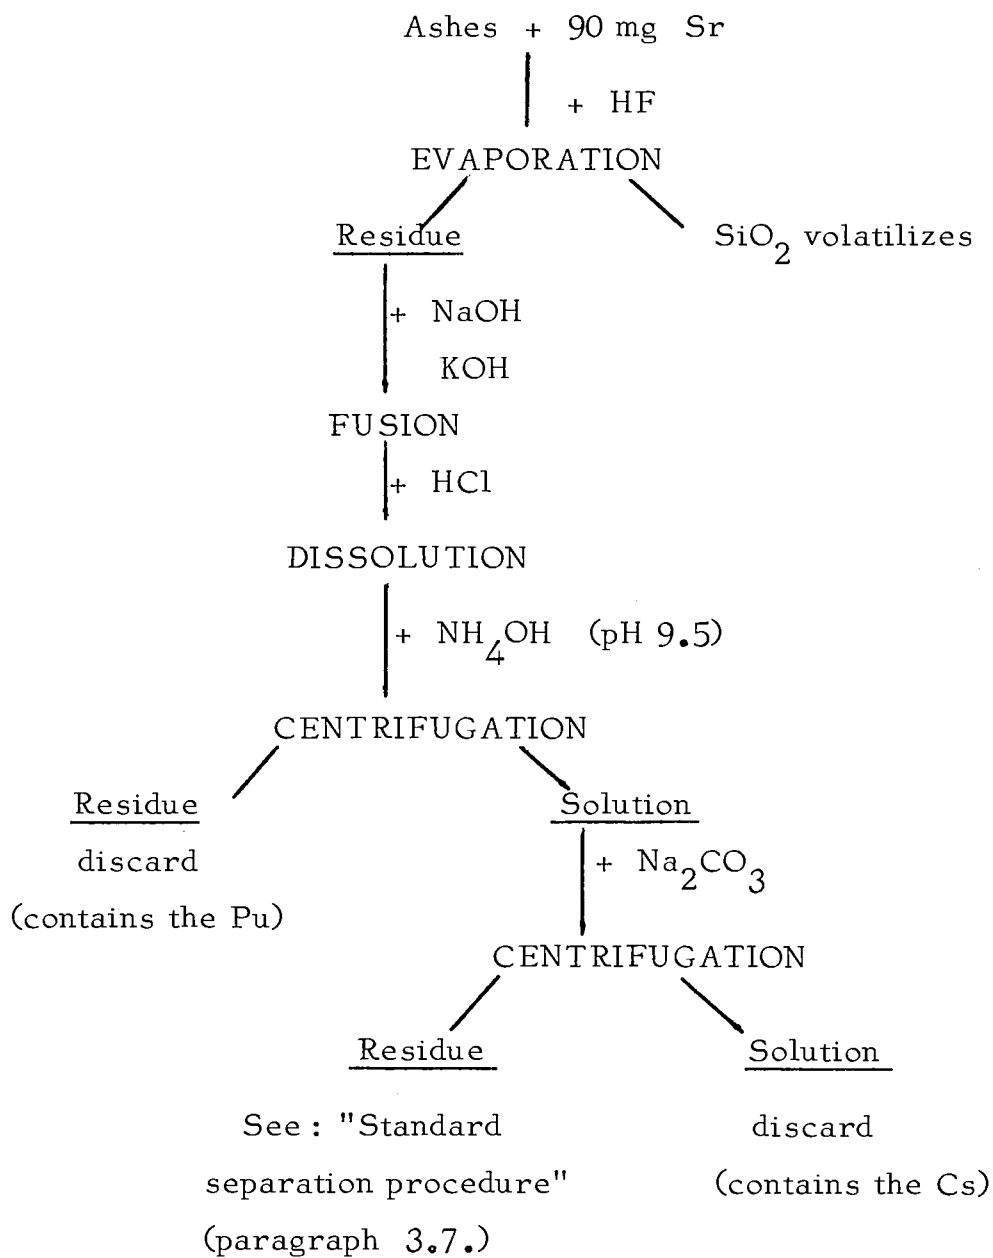 Ashes + 90 mg Sr
+ HF
EVAPORATION
Residue
SiO2 volatilizes
+ NaOH
KOH
FUSION
+ HCl
DISSOLUTION
+ NH4OH (pH 9.5)
CENTRIFUGATION
Residue
discard
(contains the Pu)
Solution
+ Na2CO3
CENTRIFUGATION
Residue
See : "Standard
separation procedure"
(paragraph 3.7.)
Solution
discard
(contains the Cs)